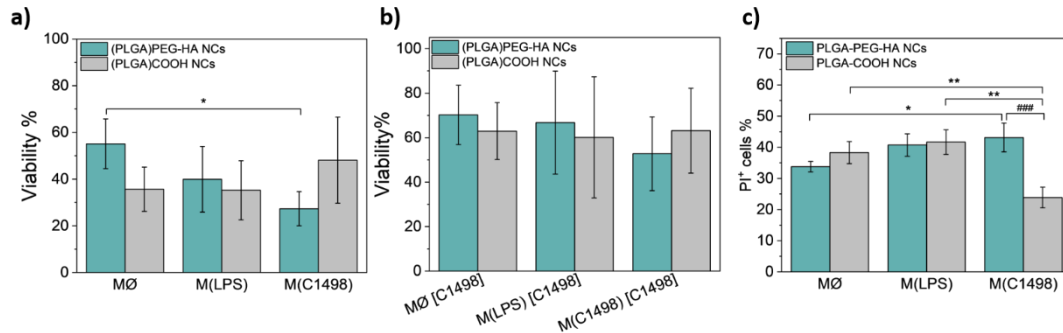 a)
Viability %
100
80
60
40
20
0
(PLGA)PEG-HA NCs
(PLGA)COOH NCs
*
MØ
M(LPS)
M(C1498)
b)
Viability%
100
80
60
40
20
0
(PLGA)PEG-HA NCs
(PLGA)COOH NCs
MØ [C1498]
M(LPS) [C1498]
M(C1498) [C1498]
c)
PI⁺ cells %
70
60
50
40
30
20
10
0
PLGA-PEG-HA NCs
PLGA-COOH NCs
**
**
*
###
MØ
M(LPS)
M(C1498)